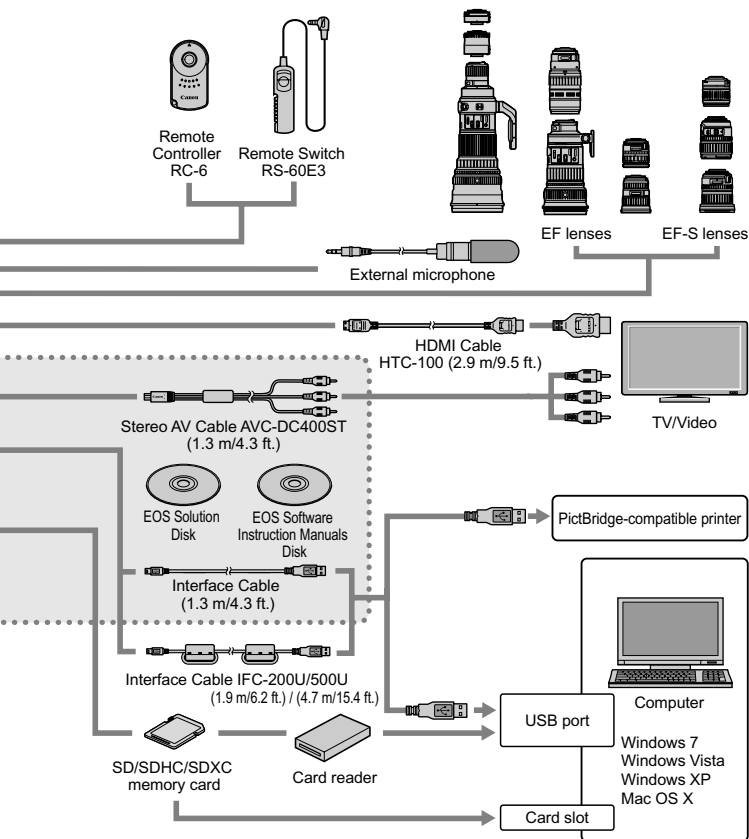 Canon
Remote
Controller
RC-6
Remote Switch
RS-60E3
EF lenses
EF-S lenses
External microphone
HDMI Cable
HTC-100 (2.9 m/9.5 ft.)
Stereo AV Cable AVC-DC400ST
(1.3 m/4.3 ft.)
TV/Video
EOS Solution
Disk
EOS Software
Instruction Manuals
Disk
PictBridge-compatible printer
Interface Cable
(1.3 m/4.3 ft.)
Interface Cable IFC-200U/500U
(1.9 m/6.2 ft.) / (4.7 m/15.4 ft.)
USB port
Computer
Windows 7
Windows Vista
Windows XP
Mac OS X
SD/SDHC/SDXC
memory card
Card reader
Card slot